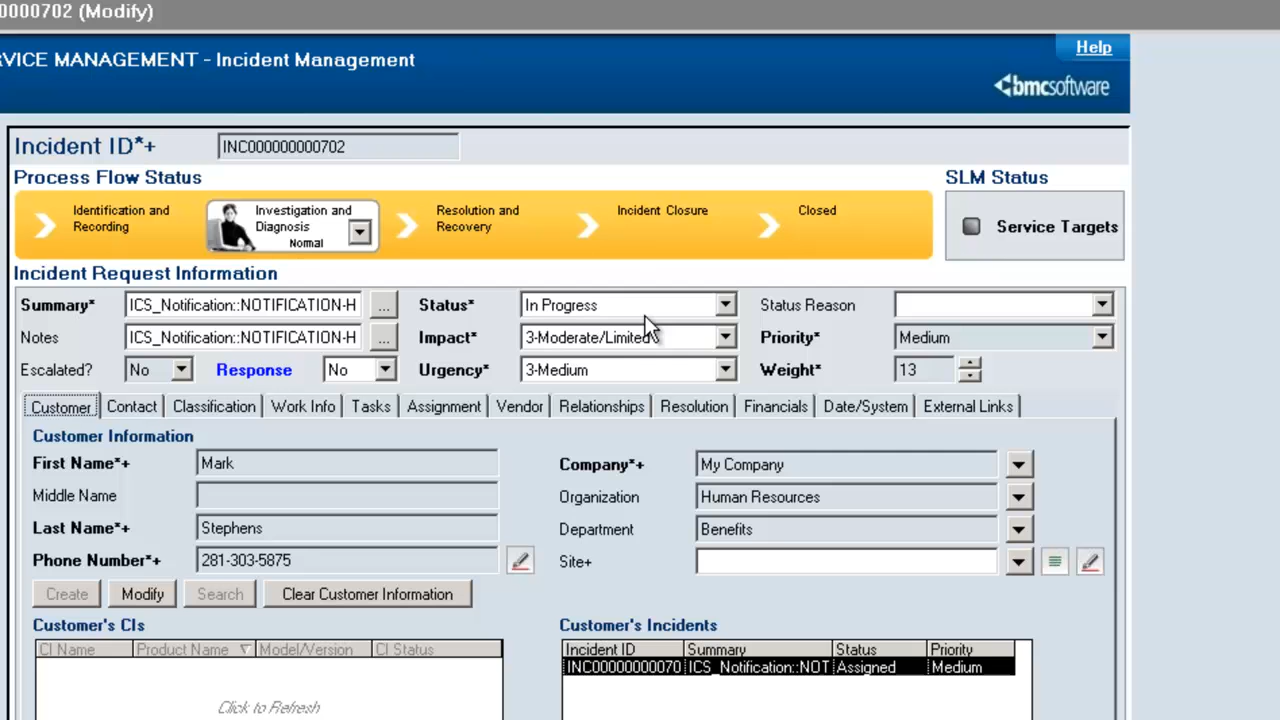 0000702 (Modify)
Help
VICE MANAGEMENT - Incident Management
bmcsoftware
Incident ID*+ INC000000000702
Process Flow Status SLM Status
Identification and Recording
Investigation and Diagnosis Normal
Resolution and Recovery
Incident Closure
Closed
Service Targets
Incident Request Information
Summary* ICS_Notification::NOTIFICATION-H ... Status* In Progress Status Reason
Notes ICS_Notification::NOTIFICATION-H ... Impact* 3-Moderate/Limited Priority* Medium
Escalated? No Response No Urgency* 3-Medium Weight* 13
Customer Contact Classification Work Info Tasks Assignment Vendor Relationships Resolution Financials Date/System External Links
Customer Information
First Name*+ Mark Company*+ My Company
Middle Name Organization Human Resources
Last Name*+ Stephens Department Benefits
Phone Number*+ 281-303-5875 Site+
Create Modify Search Clear Customer Information
Customer's CIs Customer's Incidents
CI Name Product Name Model/Version CI Status Incident ID Summary Status Priority
INC00000000070 ICS_Notification::NOT Assigned Medium
Click to Refresh